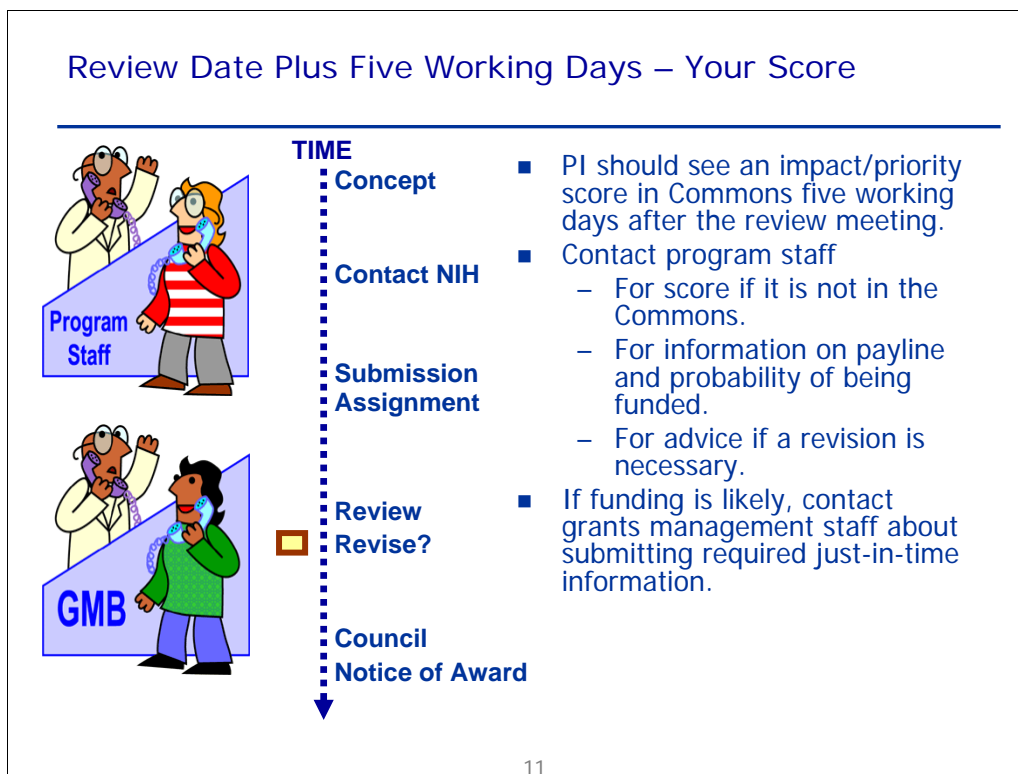 Review Date Plus Five Working Days – Your Score
Program
Staff
GMB
TIME
Concept
Contact NIH
Submission
Assignment
Review
Revise?
Council
Notice of Award
■ PI should see an impact/priority
score in Commons five working
days after the review meeting.
■ Contact program staff
– For score if it is not in the
Commons.
– For information on payline
and probability of being
funded.
– For advice if a revision is
necessary.
■ If funding is likely, contact
grants management staff about
submitting required just-in-time
information.
11